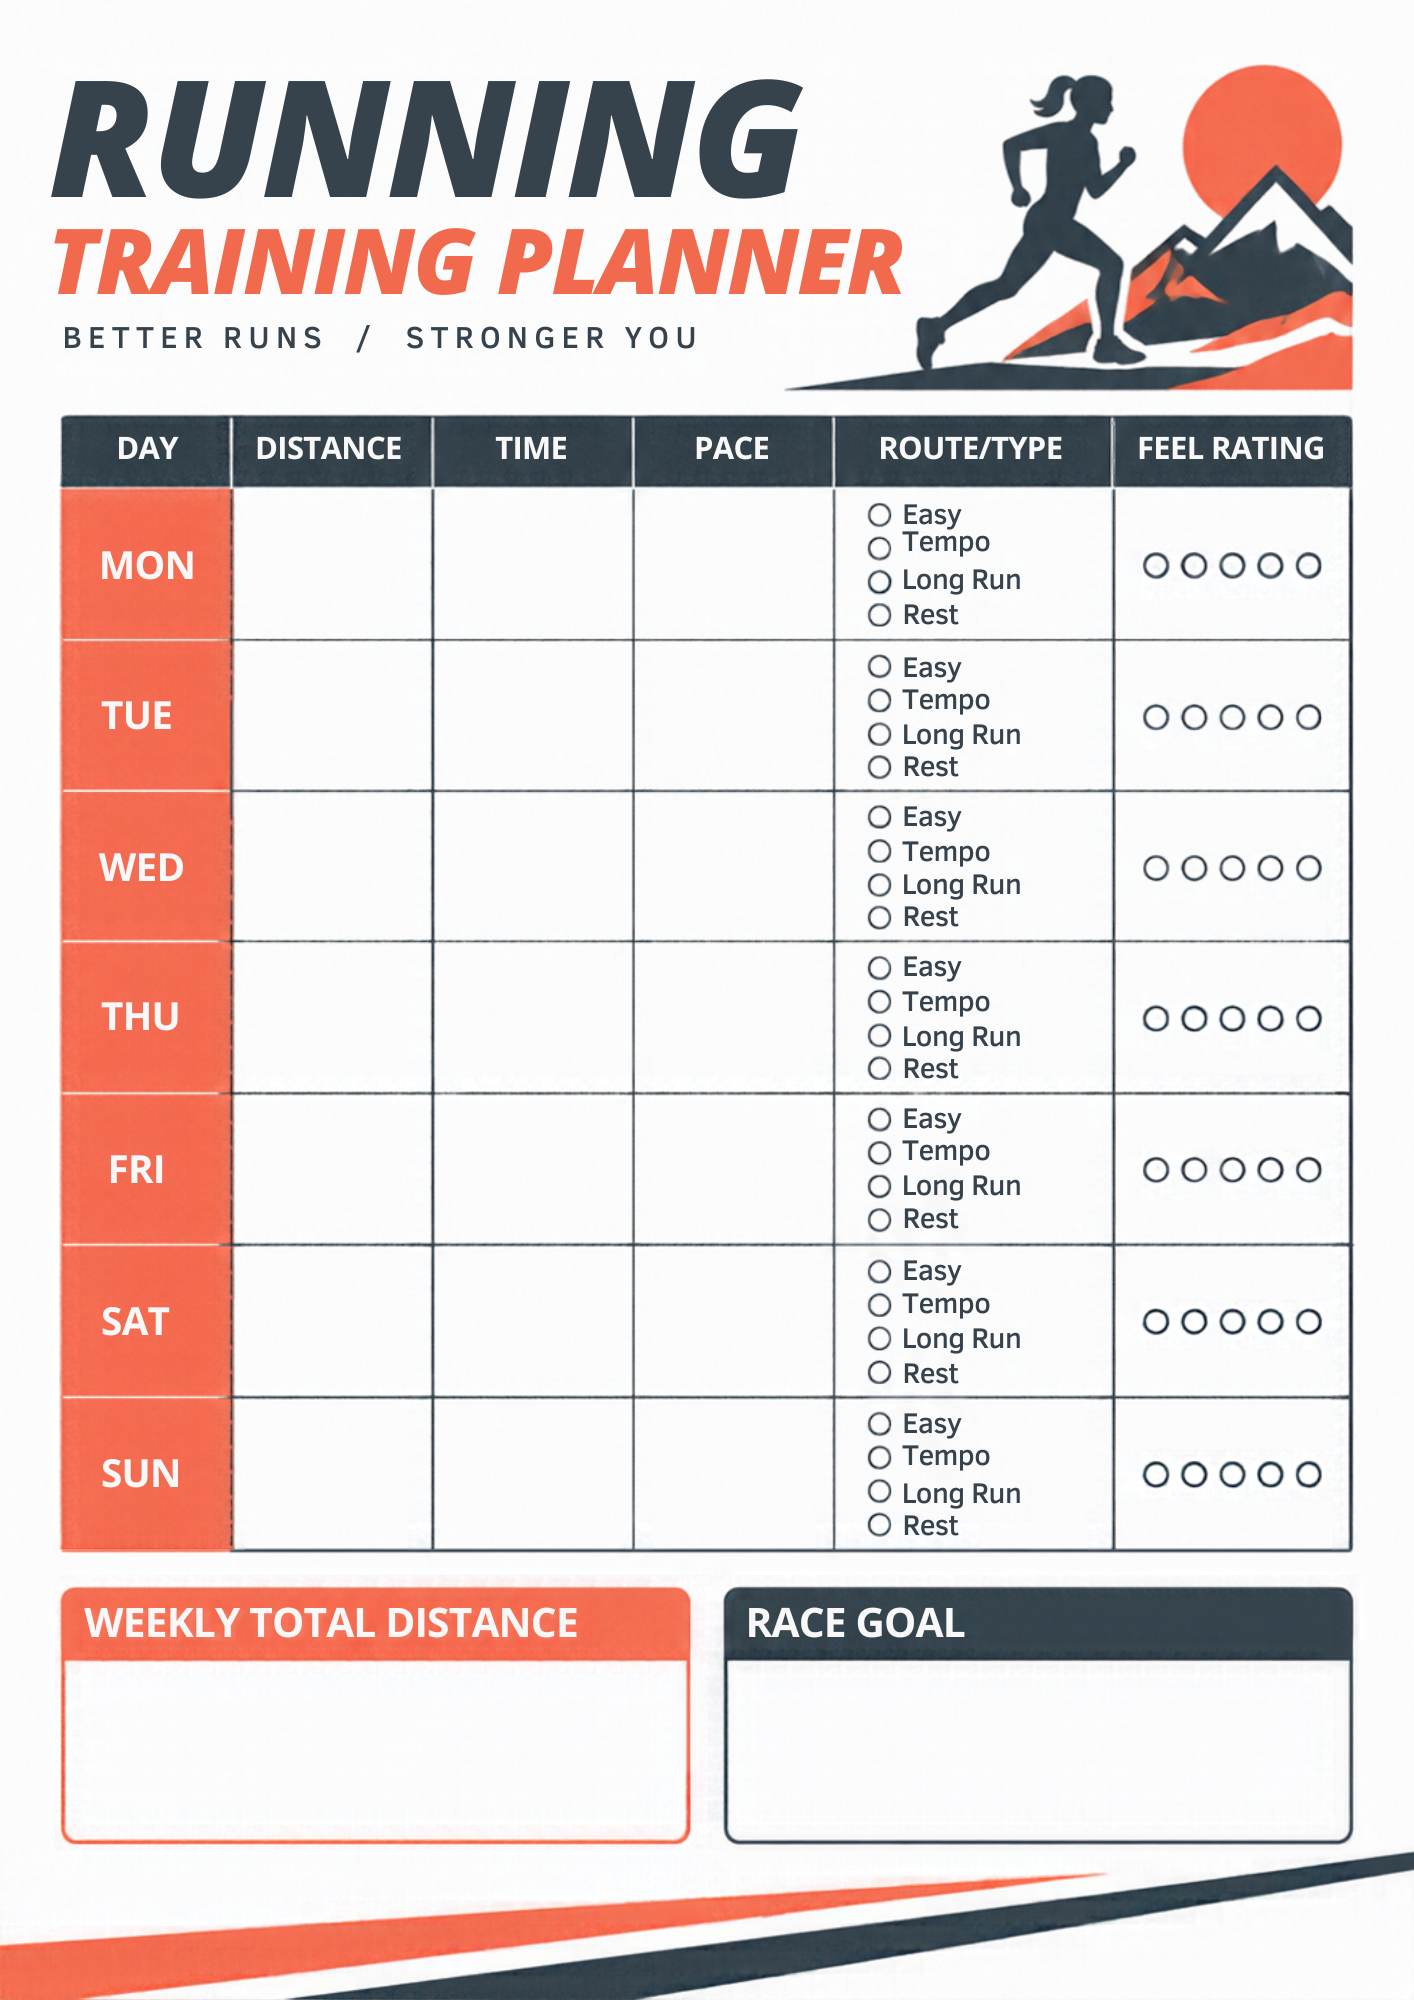 RUNNING
TRAINING PLANNER
BETTER RUNS / STRONGER YOU
DAY DISTANCE TIME PACE ROUTE/TYPE FEEL RATING
MON
Easy
Tempo
Long Run
Rest
TUE
Easy
Tempo
Long Run
Rest
WED
Easy
Tempo
Long Run
Rest
THU
Easy
Tempo
Long Run
Rest
FRI
Easy
Tempo
Long Run
Rest
SAT
Easy
Tempo
Long Run
Rest
SUN
Easy
Tempo
Long Run
Rest
WEEKLY TOTAL DISTANCE
RACE GOAL